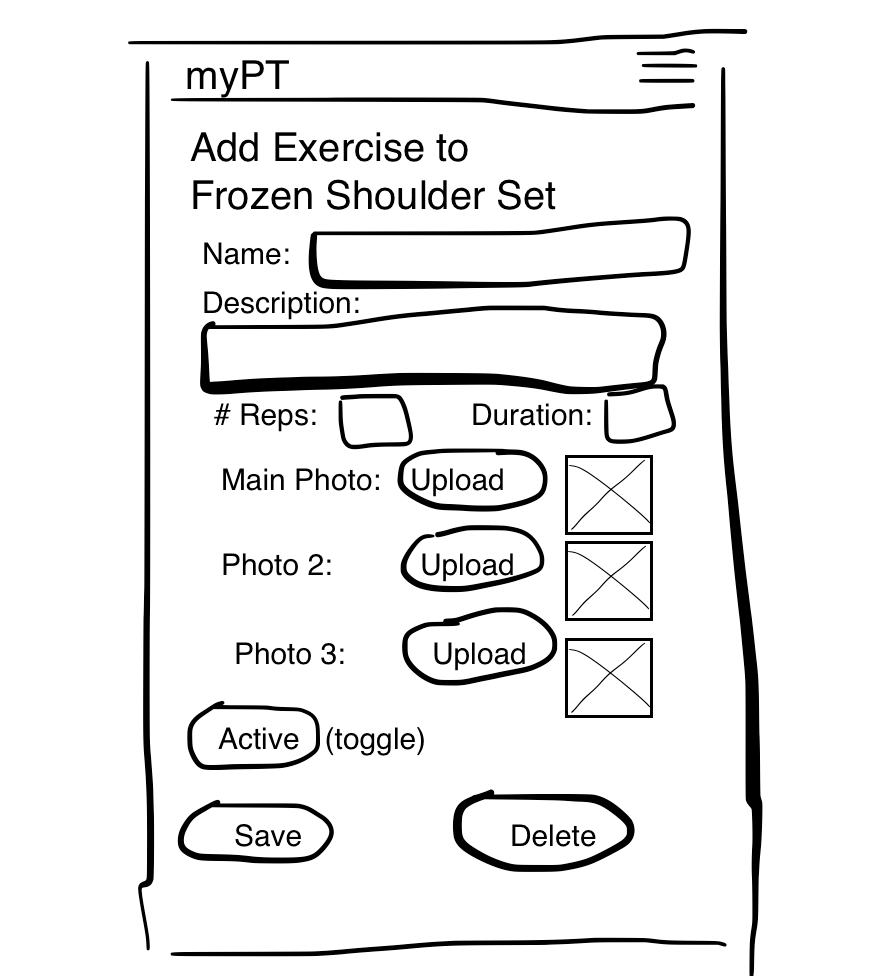 myPT
Add Exercise to
Frozen Shoulder Set
Name:
Description:
# Reps: Duration:
Main Photo: Upload
Photo 2: Upload
Photo 3: Upload
Active (toggle)
Save Delete